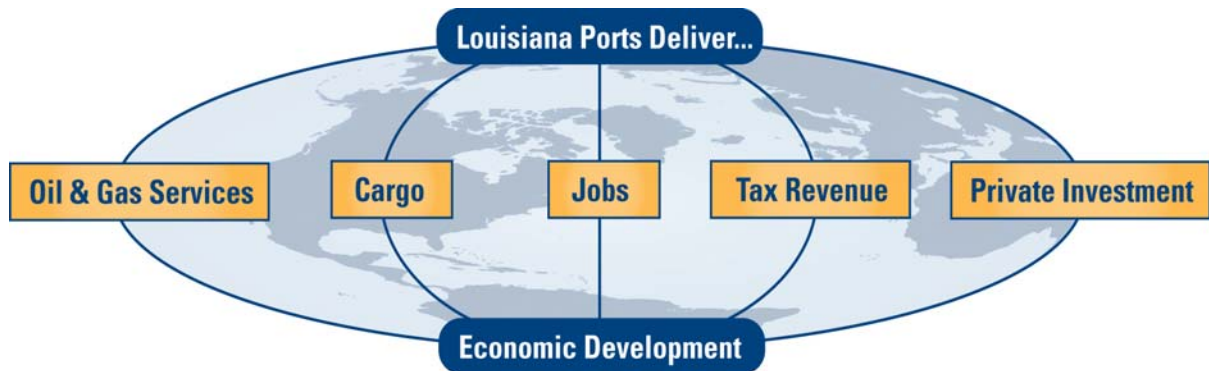 Louisiana Ports Deliver...
Oil & Gas Services
Cargo
Jobs
Tax Revenue
Private Investment
Economic Development